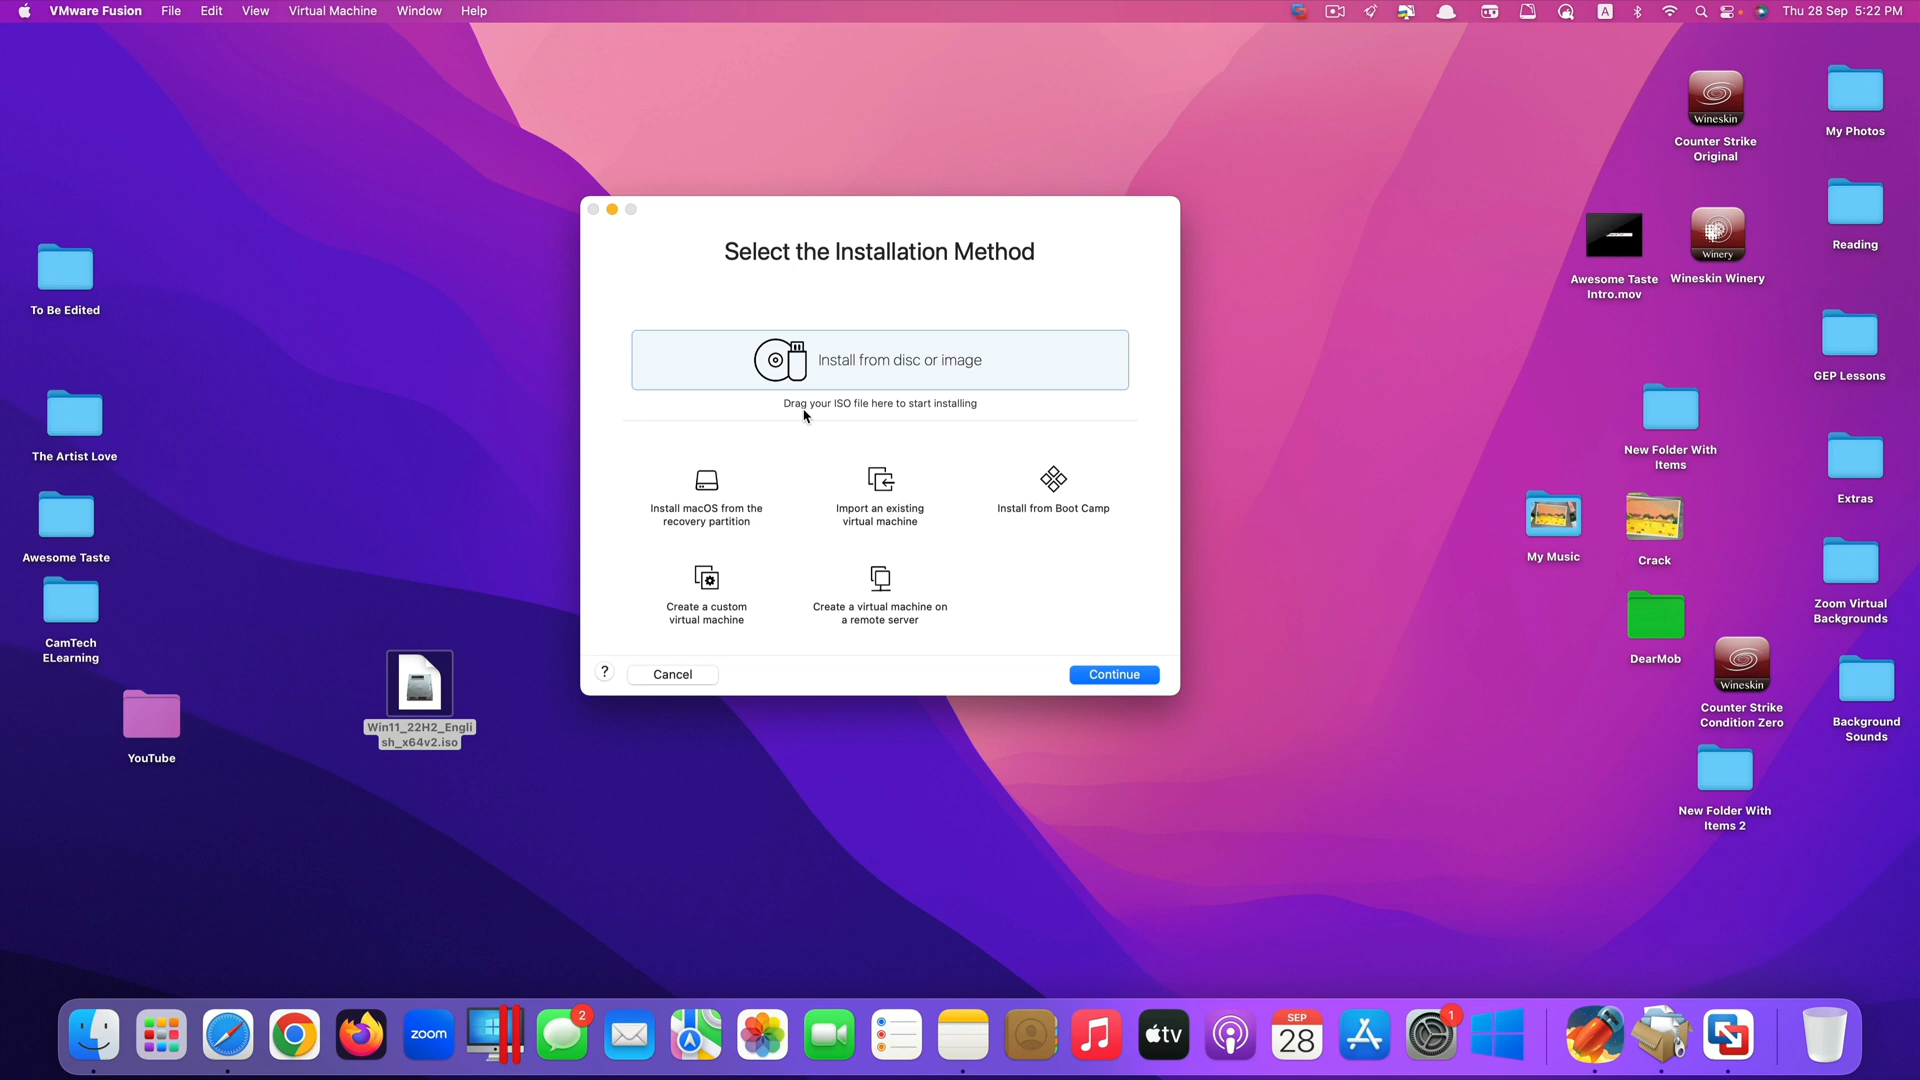 VMware Fusion File Edit View Virtual Machine Window Help
A
Thu 28 Sep 5:22 PM
Select the Installation Method
Install from disc or image
Drag your ISO file here to start installing
Install macOS from the
recovery partition
Import an existing
virtual machine
Install from Boot Camp
Create a custom
virtual machine
Create a virtual machine on
a remote server
?
Cancel
Continue
To Be Edited
The Artist Love
Awesome Taste
CamTech
ELearning
YouTube
Win11_22H2_Engli
sh_x64v2.iso
Wineskin
Counter Strike
Original
My Photos
Reading
Awesome Taste
Intro.mov
Winery
Wineskin Winery
GEP Lessons
New Folder With
Items
Extras
My Music
Crack
Zoom Virtual
Backgrounds
DearMob
Wineskin
Counter Strike
Condition Zero
Background
Sounds
New Folder With
Items 2
zoom
2
tv
SEP
28
1